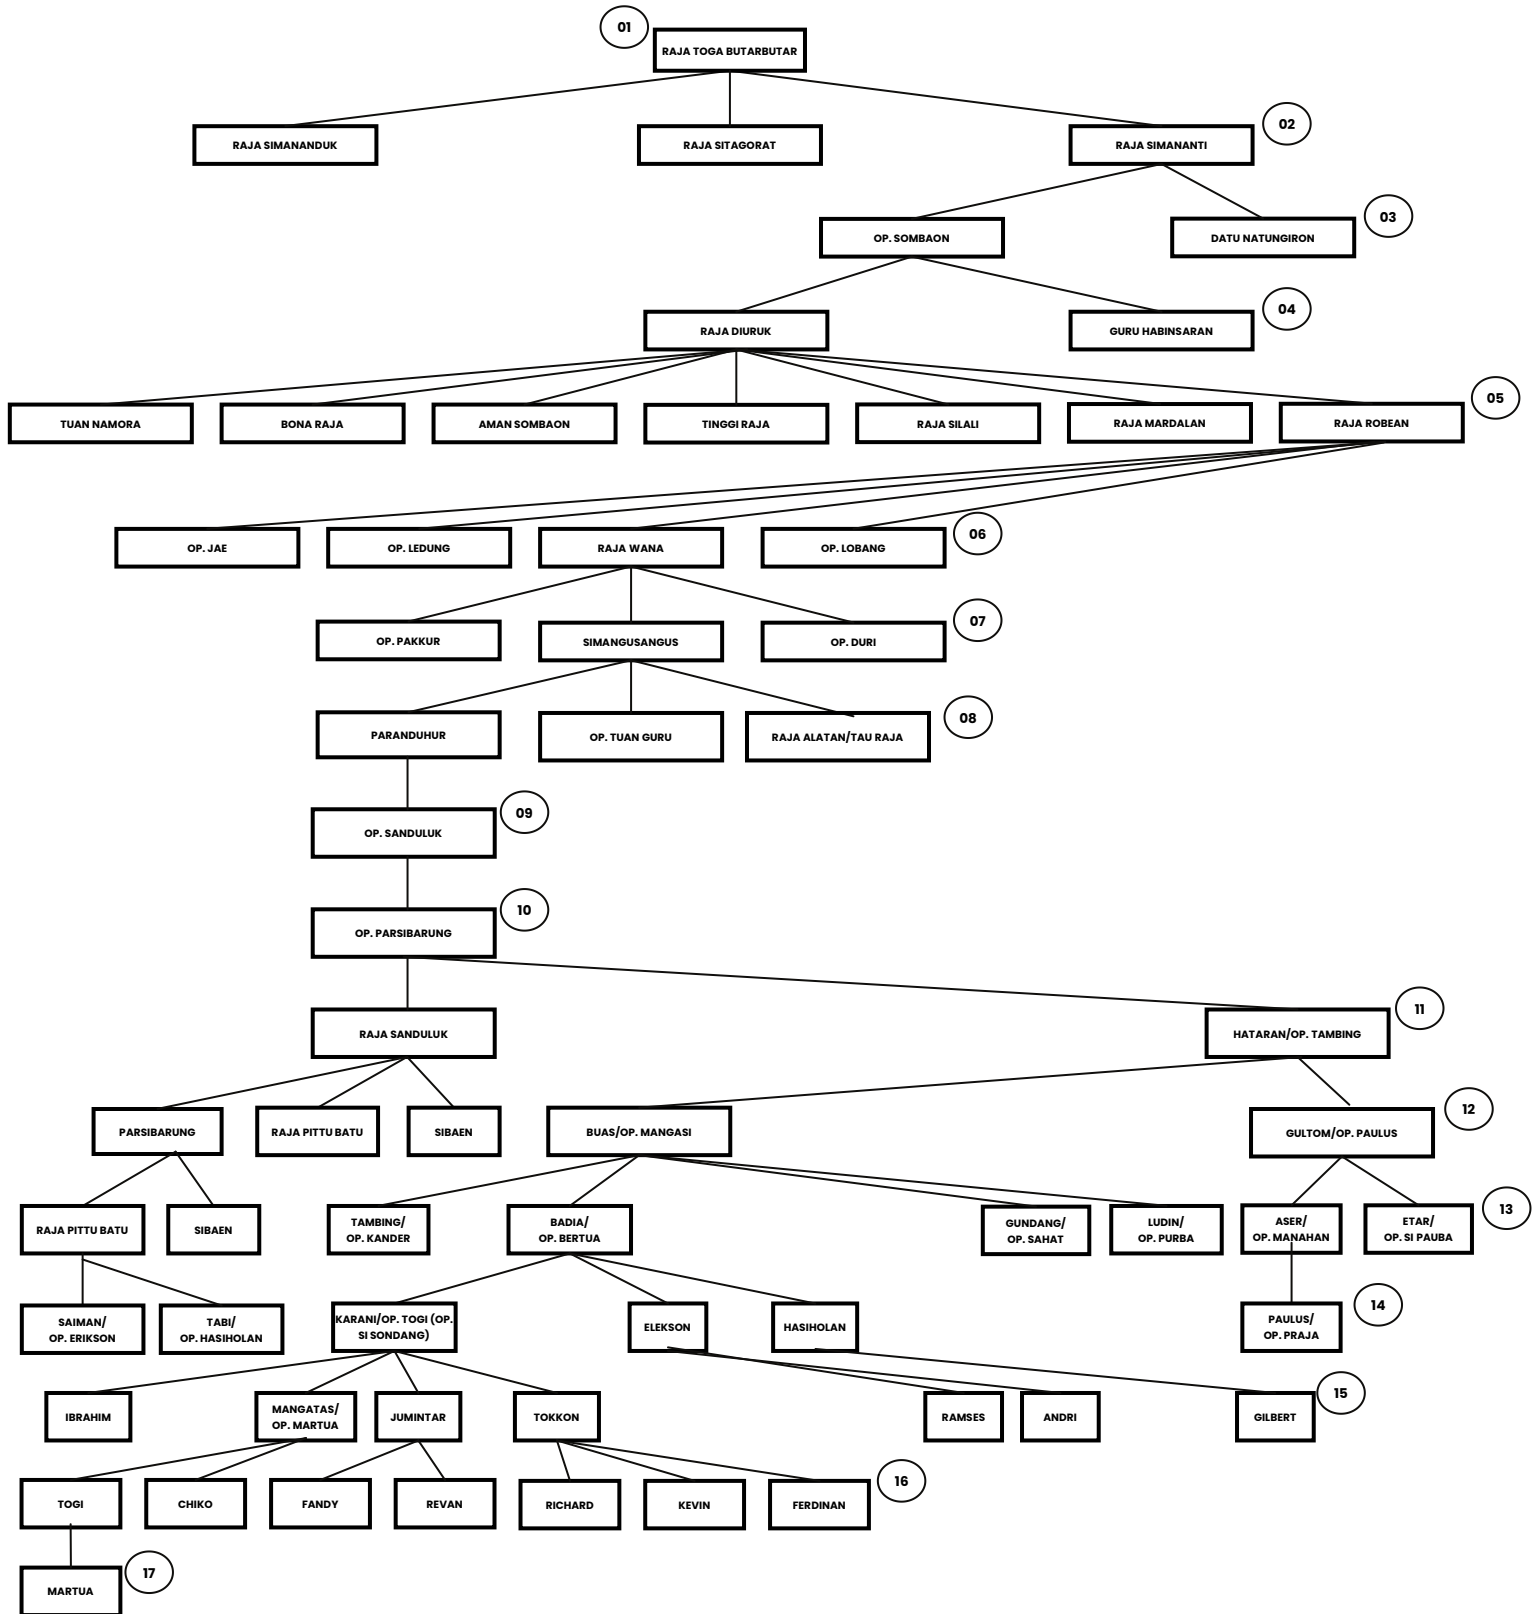 01
RAJA TOGA BUTARBUTAR
RAJA SIMANANDUK
RAJA SITAGORAT
RAJA SIMANANTI
02
OP. SOMBAON
DATU NATUNGIRON
03
RAJA DIURUK
GURU HABINSARAN
04
TUAN NAMORA
BONA RAJA
AMAN SOMBAON
TINGGI RAJA
RAJA SILALI
RAJA MARDALAN
RAJA ROBEAN
05
OP. JAE
OP. LEDUNG
RAJA WANA
OP. LOBANG
06
OP. PAKKUR
SIMANGUSANGUS
OP. DURI
07
PARANDUHUR
OP. TUAN GURU
RAJA ALATAN/TAU RAJA
08
OP. SANDULUK
09
OP. PARSIBARUNG
10
RAJA SANDULUK
HATARAN/OP. TAMBING
11
PARSIBARUNG
RAJA PITTU BATU
SIBAEN
BUAS/OP. MANGASI
GULTOM/OP. PAULUS
12
RAJA PITTU BATU
SIBAEN
TAMBING/
OP. KANDER
BADIA/
OP. BERTUA
GUNDANG/
OP. SAHAT
LUDIN/
OP. PURBA
ASER/
OP. MANAHAN
ETAR/
OP. SI PAUBA
13
SAIMAN/
OP. ERIKSON
TABI/
OP. HASIHOLAN
KARANI/OP. TOGI (OP.
SI SONDANG)
ELEKSON
HASIHOLAN
PAULUS/
OP. PRAJA
14
IBRAHIM
MANGATAS/
OP. MARTUA
JUMINTAR
TOKKON
RAMSES
ANDRI
GILBERT
15
TOGI
CHIKO
FANDY
REVAN
RICHARD
KEVIN
FERDINAN
16
MARTUA
17